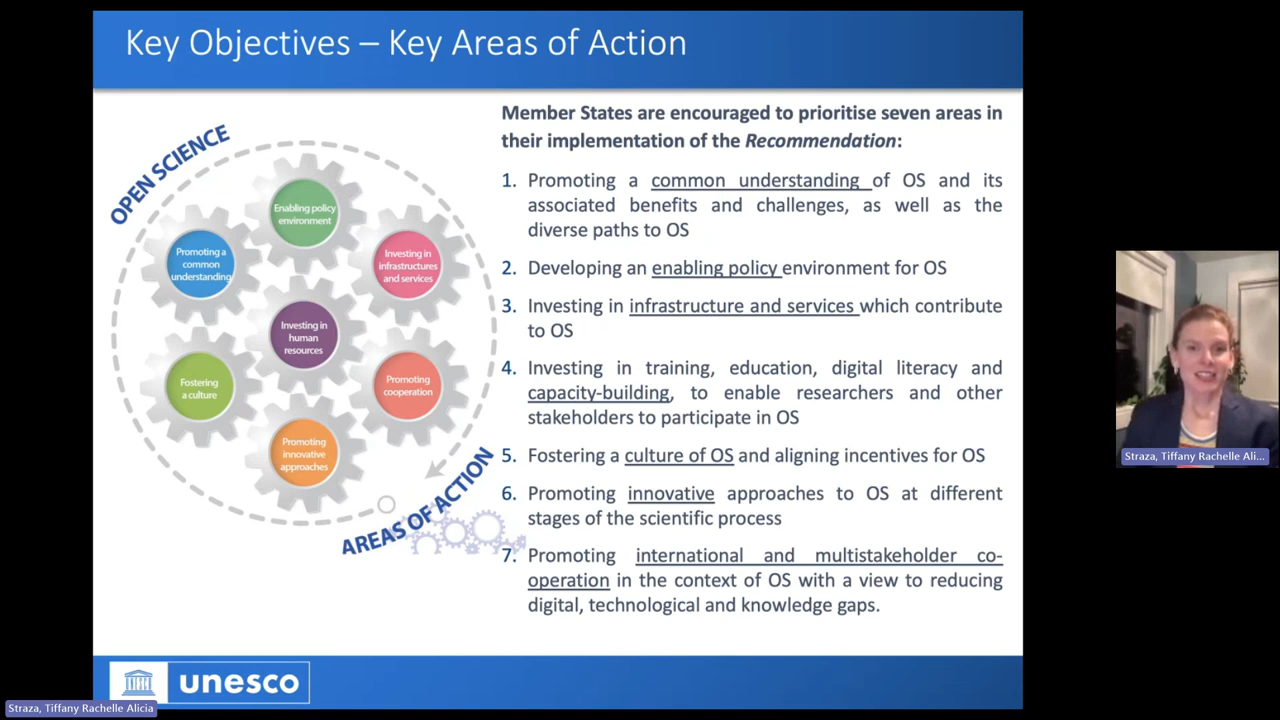 Key Objectives – Key Areas of Action
OPEN SCIENCE
Enabling policy
environment
Promoting a
common
understanding
Investing in
infrastructures
and services
Investing in
human
resources
Fostering
a culture
Promoting
cooperation
Promoting
innovative
approaches
AREAS OF ACTION
Member States are encouraged to prioritise seven areas in
their implementation of the Recommendation:
1. Promoting a common understanding of OS and its
associated benefits and challenges, as well as the
diverse paths to OS
2. Developing an enabling policy environment for OS
3. Investing in infrastructure and services which contribute
to OS
4. Investing in training, education, digital literacy and
capacity-building, to enable researchers and other
stakeholders to participate in OS
5. Fostering a culture of OS and aligning incentives for OS
6. Promoting innovative approaches to OS at different
stages of the scientific process
7. Promoting international and multistakeholder co-
operation in the context of OS with a view to reducing
digital, technological and knowledge gaps.
unesco
Straza, Tiffany Rachelle Alicia
Straza, Tiffany Rachelle Ali...